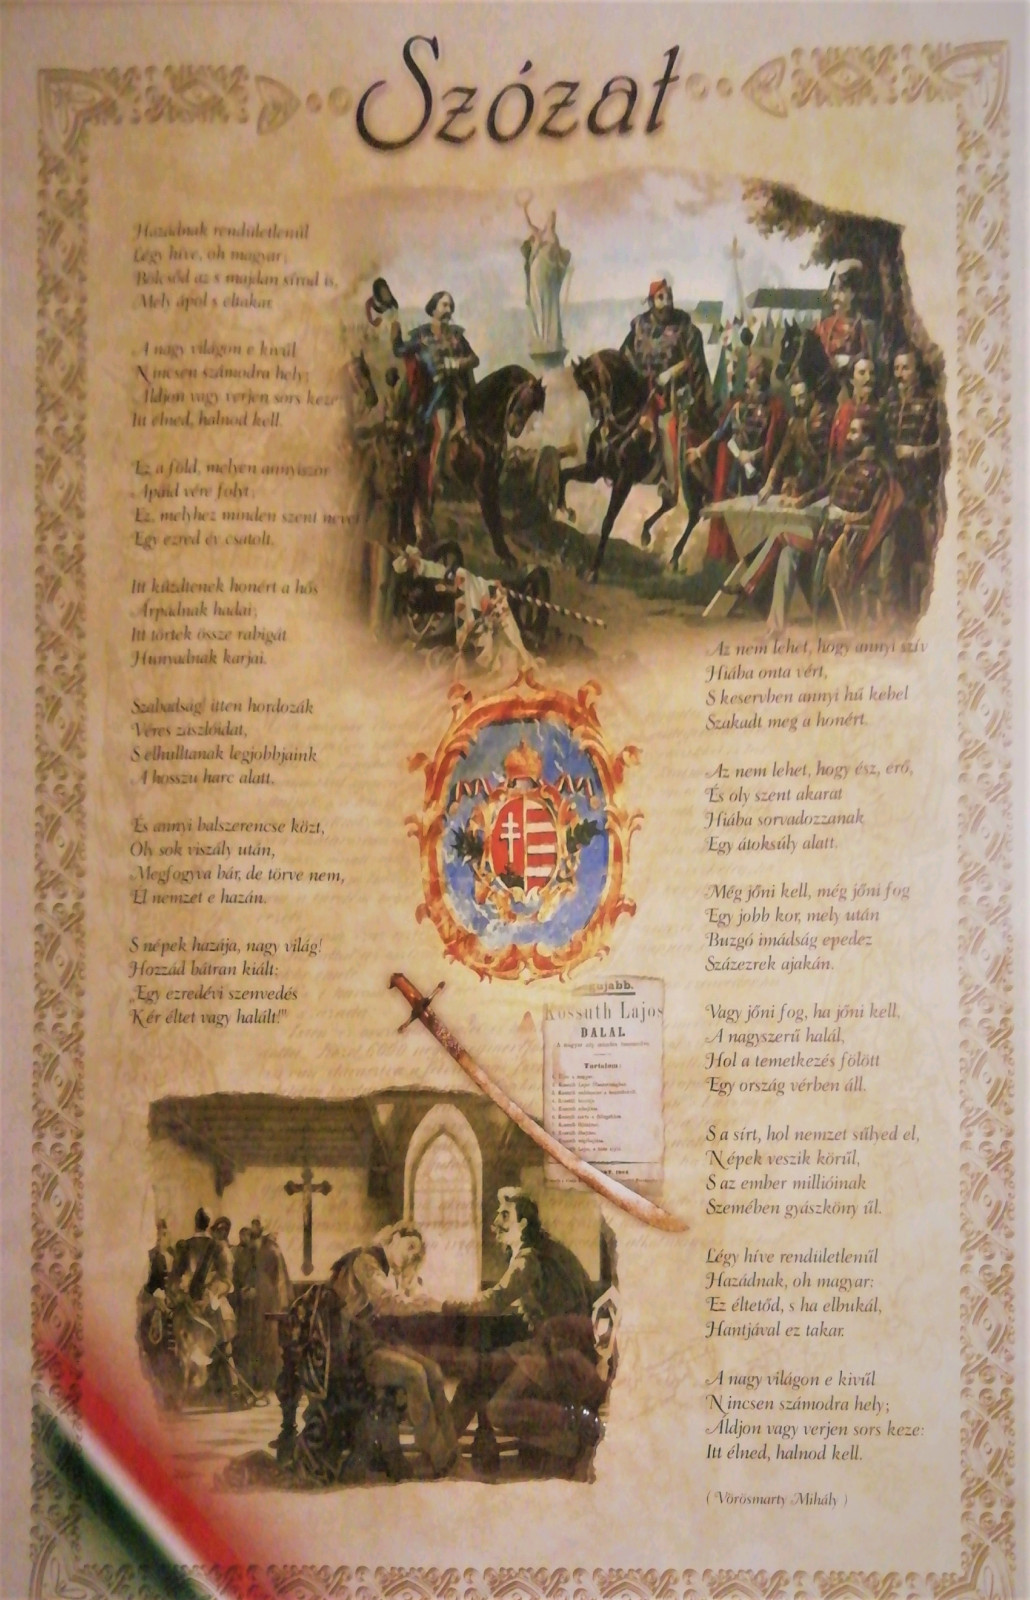 Szózat
Hazádnak rendületlenűl
Légy híve, oh magyar;
Bölcsőd az s majdan sírod is,
Mely ápol s eltakar.
A nagy világon e kivűl
Nincsen számodra hely;
Áldjon vagy verjen sors keze
Itt élned, halnod kell.
Ez a föld, melyen annyiszor
Apáid vére folyt;
Ez, melyhez minden szent nevet
Egy ezred év csatolt.
Itt küzdtenek honért a hős
Árpádnak hadai;
Itt törtek össze rabigát
Hunyadnak karjai.
Szabadság! itten hordozák
Véres zászlóidat,
S elhulltanak legjobbjaink
A hosszu harc alatt.
És annyi balszerencse közt,
Oly sok viszály után,
Megfogyva bár, de törve nem,
Él nemzet e hazán.
S népek hazája, nagy világ!
Hozzád bátran kiált:
„Egy ezredévi szenvedés
Kér éltet vagy halált!"
Kossuth Lajos
DALAI.
Tartalom:
Az nem lehet, hogy annyi szív
Hiába onta vért,
S keservben annyi hű kebel
Szakadt meg a honért.
Az nem lehet, hogy ész, erő,
És oly szent akarat
Hiába sorvadozzanak
Egy átoksúly alatt.
Még jőni kell, még jőni fog
Egy jobb kor, mely után
Buzgó imádság epedez
Százezrek ajakán.
Vagy jőni fog, ha jőni kell,
A nagyszerű halál,
Hol a temetkezés fölött
Egy ország vérben áll.
S a sírt, hol nemzet sűlyed el,
Népek veszik körűl,
S az ember millióinak
Szemében gyászköny űl.
Légy híve rendületlenűl
Hazádnak, oh magyar:
Ez éltetőd, s ha elbukál,
Hantjával ez takar.
A nagy világon e kivűl
Nincsen számodra hely;
Áldjon vagy verjen sors keze:
Itt élned, halnod kell.
( Vörösmarty Mihály )